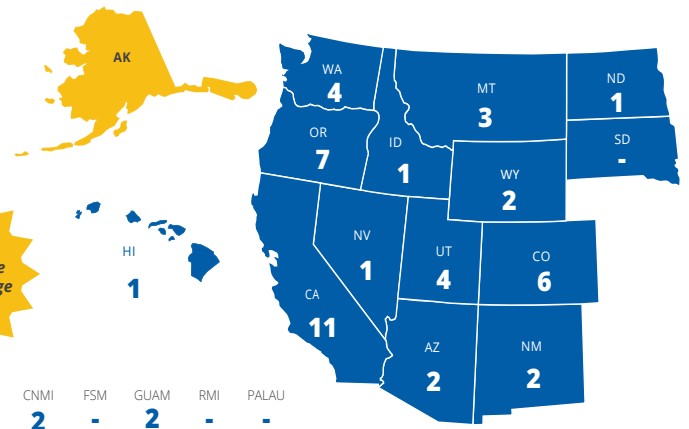 AK
WA
4
MT
3
ND
1
OR
7
ID
1
SD
-
WY
2
HI
1
NV
1
UT
4
CO
6
CA
11
AZ
2
NM
2
CNMI FSM GUAM RMI PALAU
2 - 2 - -